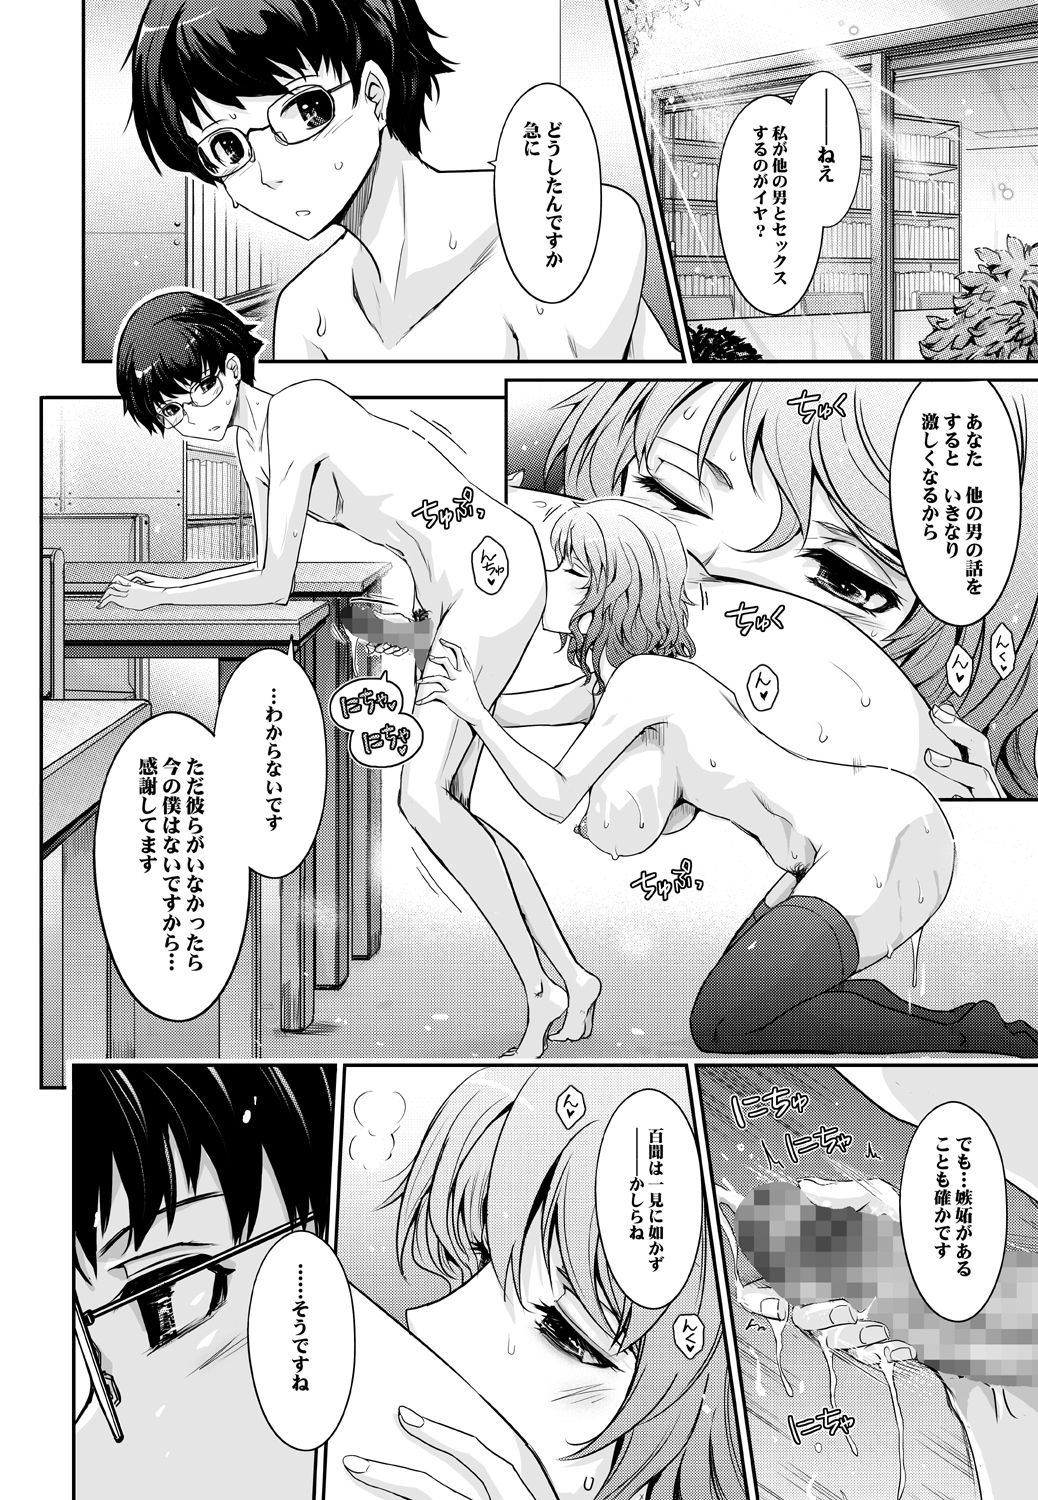 ――ねえ
私が他の男とセックス
するのがイヤ？
どうしたんですか
急に
あなた 他の男の話を
すると いきなり
激しくなるから
ちゅく
ちゅく
んく♥
ん♥
ん♥
ちゅぷっ
んちゅ♥
ちゅぷっ
にちゃ♥
にちゃ♥
…わからないです
ただ彼らがいなかったら
今の僕はないですから…
感謝してます
でも…嫉妬がある
ことも確かです
にちゅ
にちゃ
にちゃ
百聞は一見に如かず
――かしらね
ん♥
んく♥
……そうですね